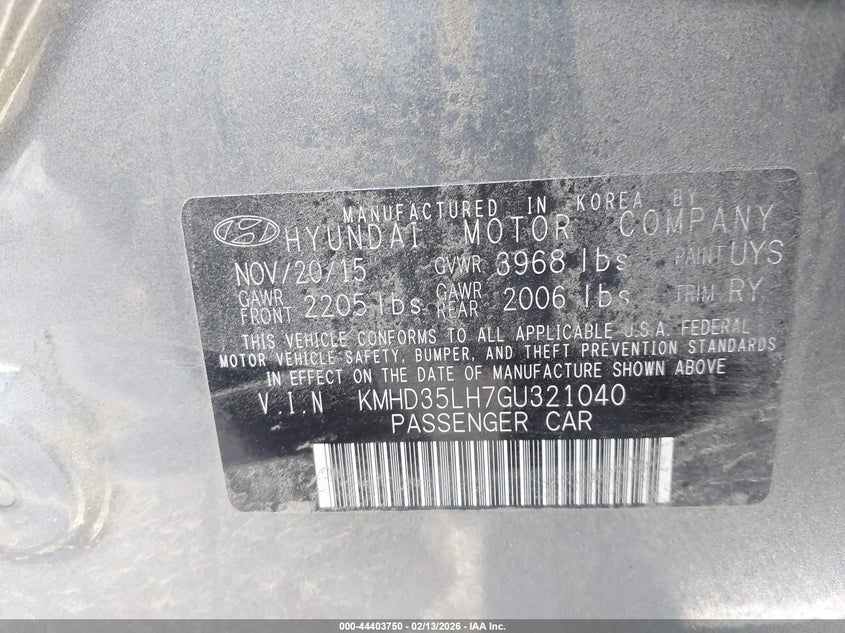 MANUFACTURED IN KOREA BY
HYUNDAI MOTOR COMPANY
NOV/20/15 GVWR 3968 lbs PAINT UYS
GAWR FRONT 2205 lbs GAWR REAR 2006 lbs TRIM RY
THIS VEHICLE CONFORMS TO ALL APPLICABLE U.S.A. FEDERAL
MOTOR VEHICLE SAFETY, BUMPER, AND THEFT PREVENTION STANDARDS
IN EFFECT ON THE DATE OF MANUFACTURE SHOWN ABOVE
V.I.N KMHD35LH7GU321040
PASSENGER CAR
000-44403750 - 02/13/2026 - IAA Inc.